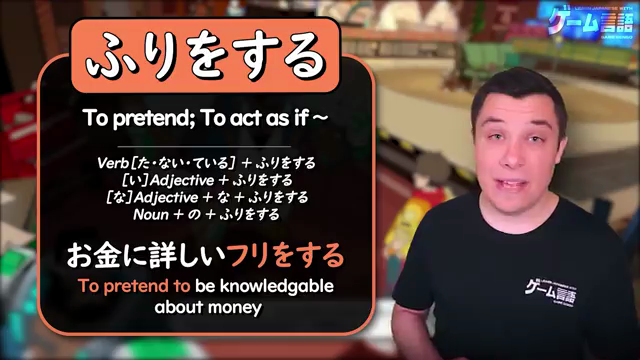 ふりをする
To pretend; To act as if ~
Verb [た・ない・ている] + ふりをする
[い] Adjective + ふりをする
[な] Adjective + な + ふりをする
Noun + の + ふりをする
お金に詳しいフリをする
To pretend to be knowledgable
about money
ゲーム言語
ゲーム言語